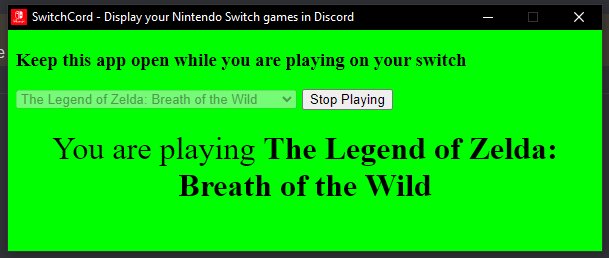 SwitchCord - Display your Nintendo Switch games in Discord
Keep this app open while you are playing on your switch
The Legend of Zelda: Breath of the Wild Stop Playing
You are playing The Legend of Zelda:
Breath of the Wild